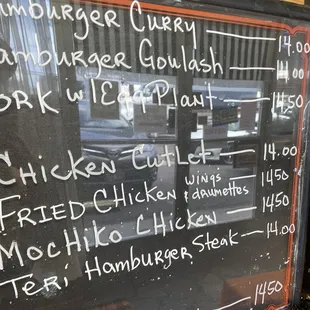 amburger Curry — 14.00
amburger Goulash — 14.00
ork w/ Egg Plant — 14.50
Chicken Cutlet — 14.00
Fried Chicken wings & drumettes — 14.50
Mochiko Chicken — 14.50
Teri Hamburger Steak — 14.00
14.50